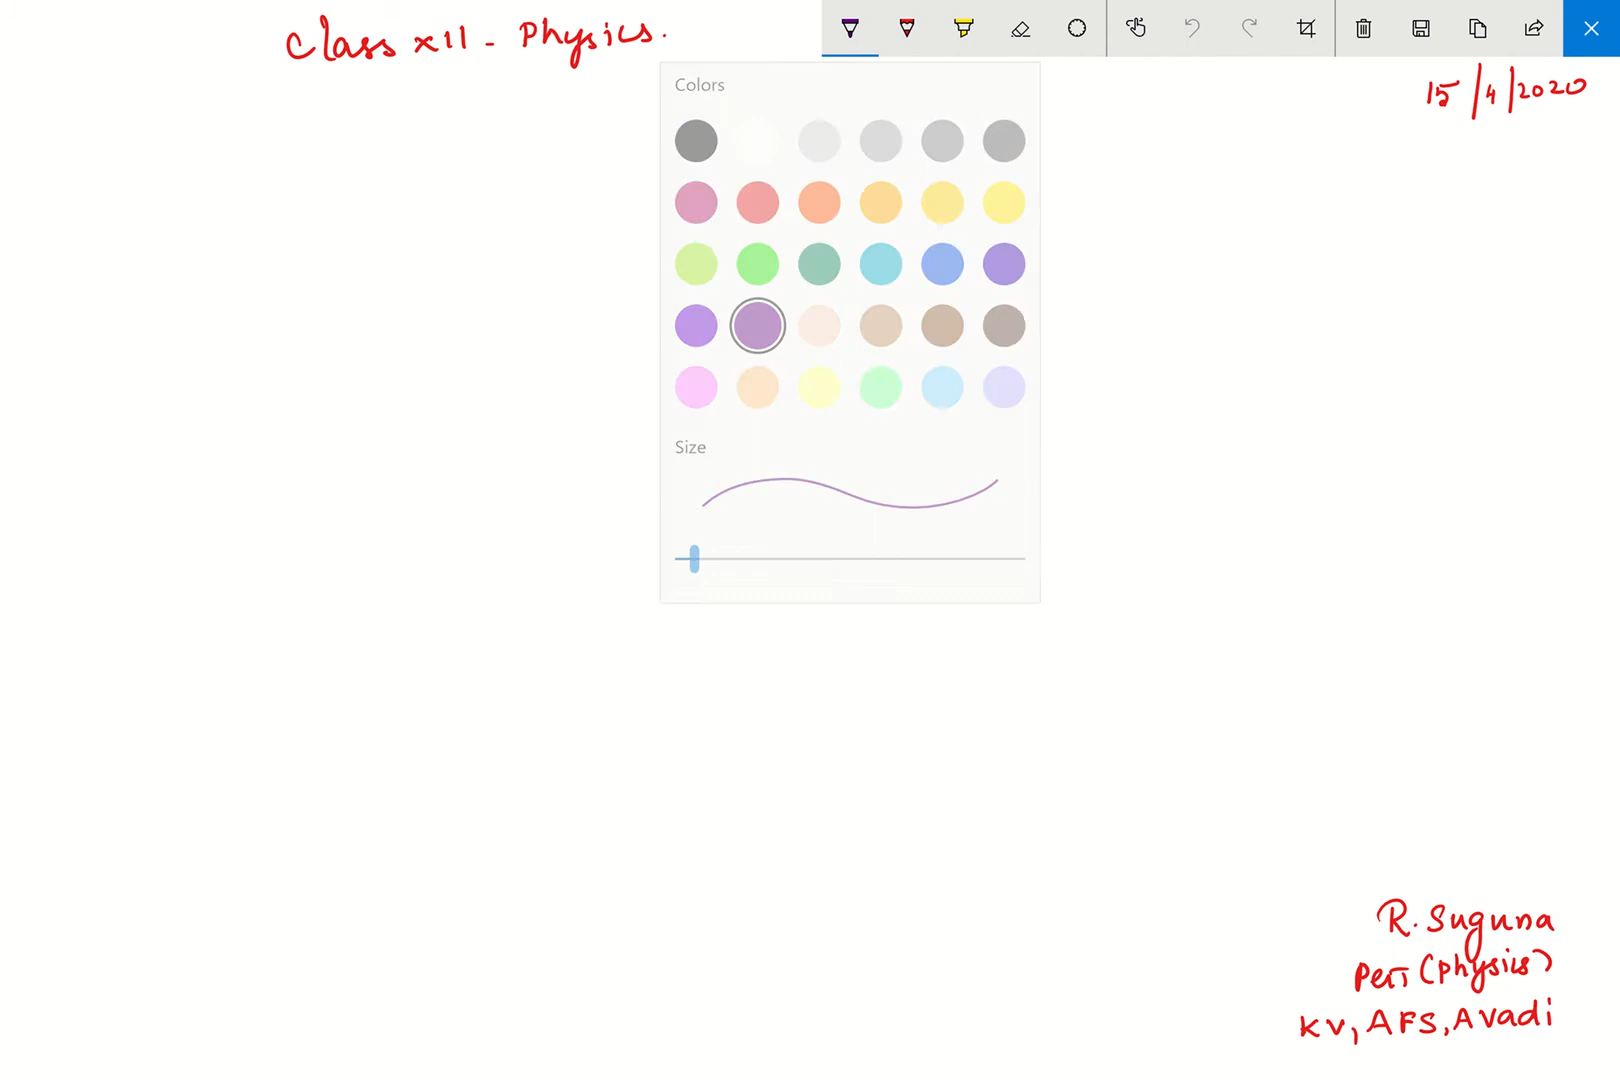 Class XII - Physics.
15/4/2020
Colors
Size
R. Suguna
PGT (Physics)
KV, AFS, Avadi